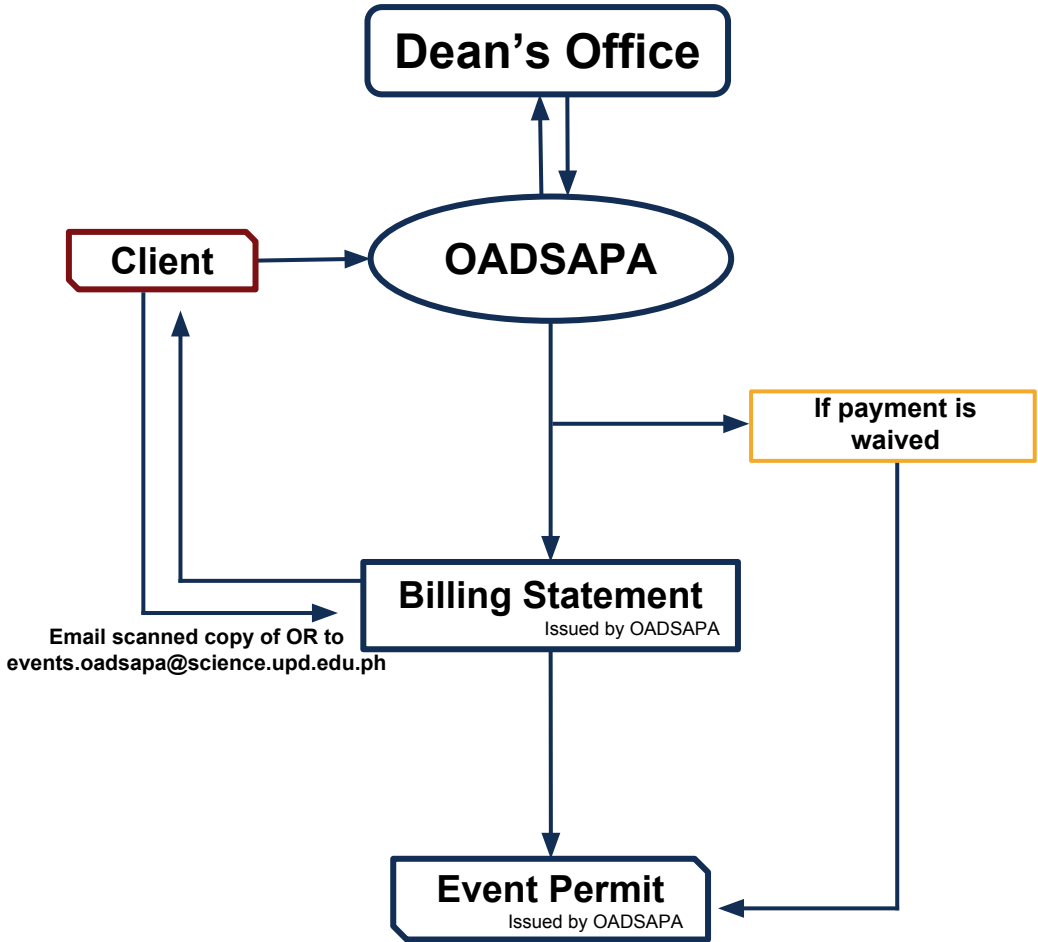 Dean’s Office
Client
OADSAPA
If payment is
waived
Billing Statement
Issued by OADSAPA
Email scanned copy of OR to
events.oadsapa@science.upd.edu.ph
Event Permit
Issued by OADSAPA